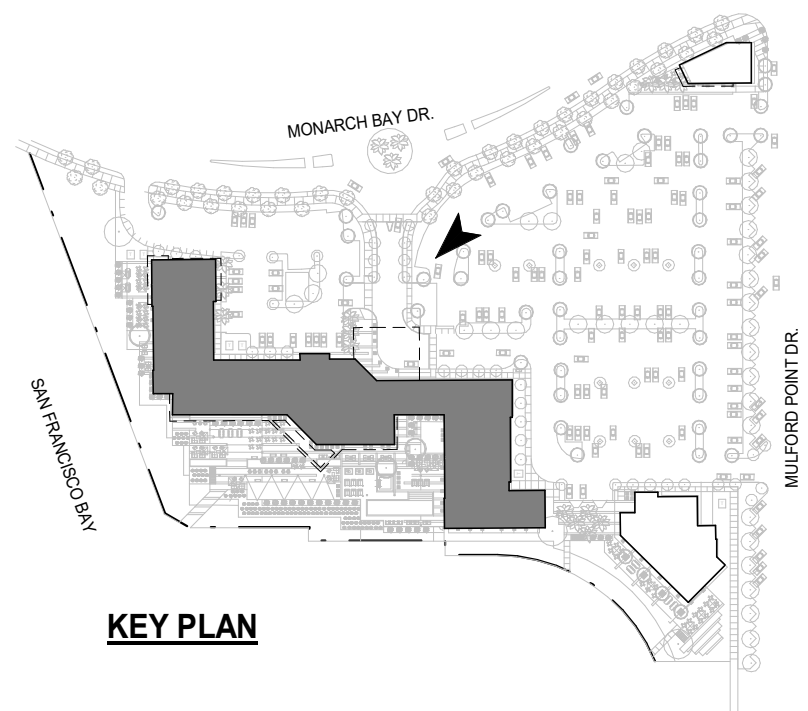 MONARCH BAY DR.
SAN FRANCISCO BAY
MULFORD POINT DR.
KEY PLAN